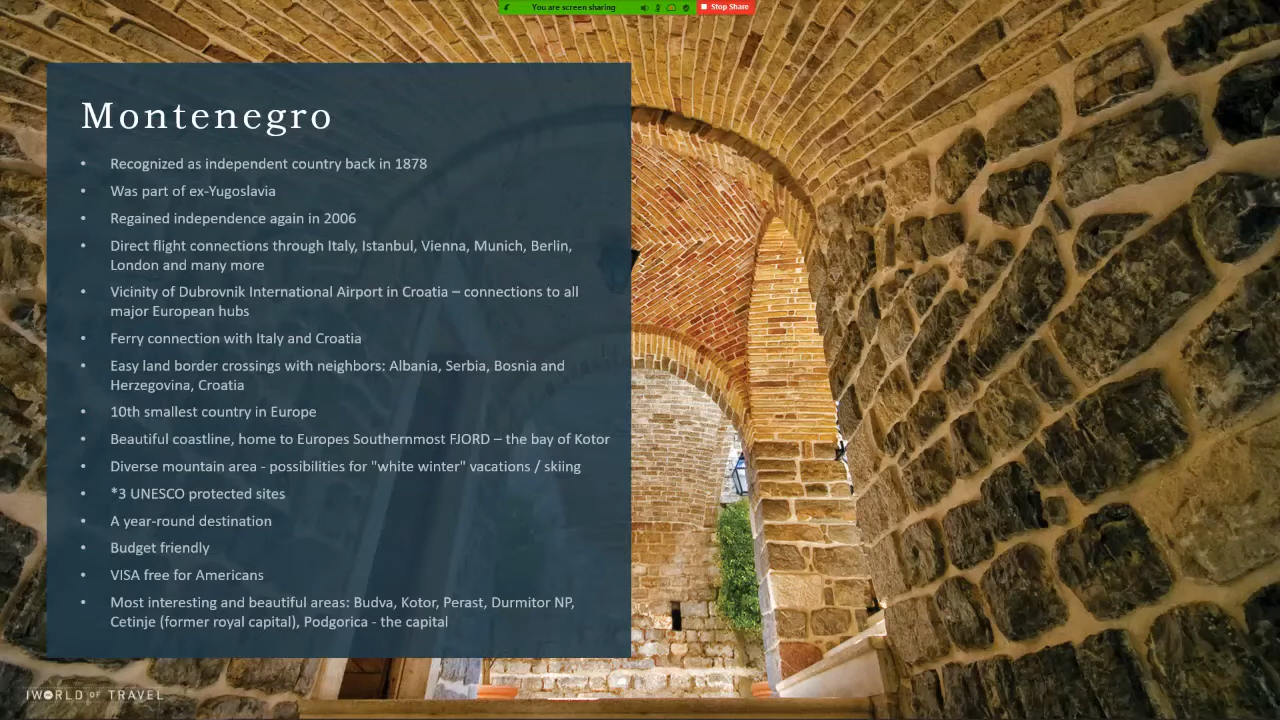 You are screen sharing
Stop Share
Montenegro
• Recognized as independent country back in 1878
• Was part of ex-Yugoslavia
• Regained independence again in 2006
• Direct flight connections through Italy, Istanbul, Vienna, Munich, Berlin,
London and many more
• Vicinity of Dubrovnik International Airport in Croatia – connections to all
major European hubs
• Ferry connection with Italy and Croatia
• Easy land border crossings with neighbors: Albania, Serbia, Bosnia and
Herzegovina, Croatia
• 10th smallest country in Europe
• Beautiful coastline, home to Europes Southernmost FJORD – the bay of Kotor
• Diverse mountain area - possibilities for "white winter" vacations / skiing
• *3 UNESCO protected sites
• A year-round destination
• Budget friendly
• VISA free for Americans
• Most interesting and beautiful areas: Budva, Kotor, Perast, Durmitor NP,
Cetinje (former royal capital), Podgorica - the capital
IWORLD OF TRAVEL